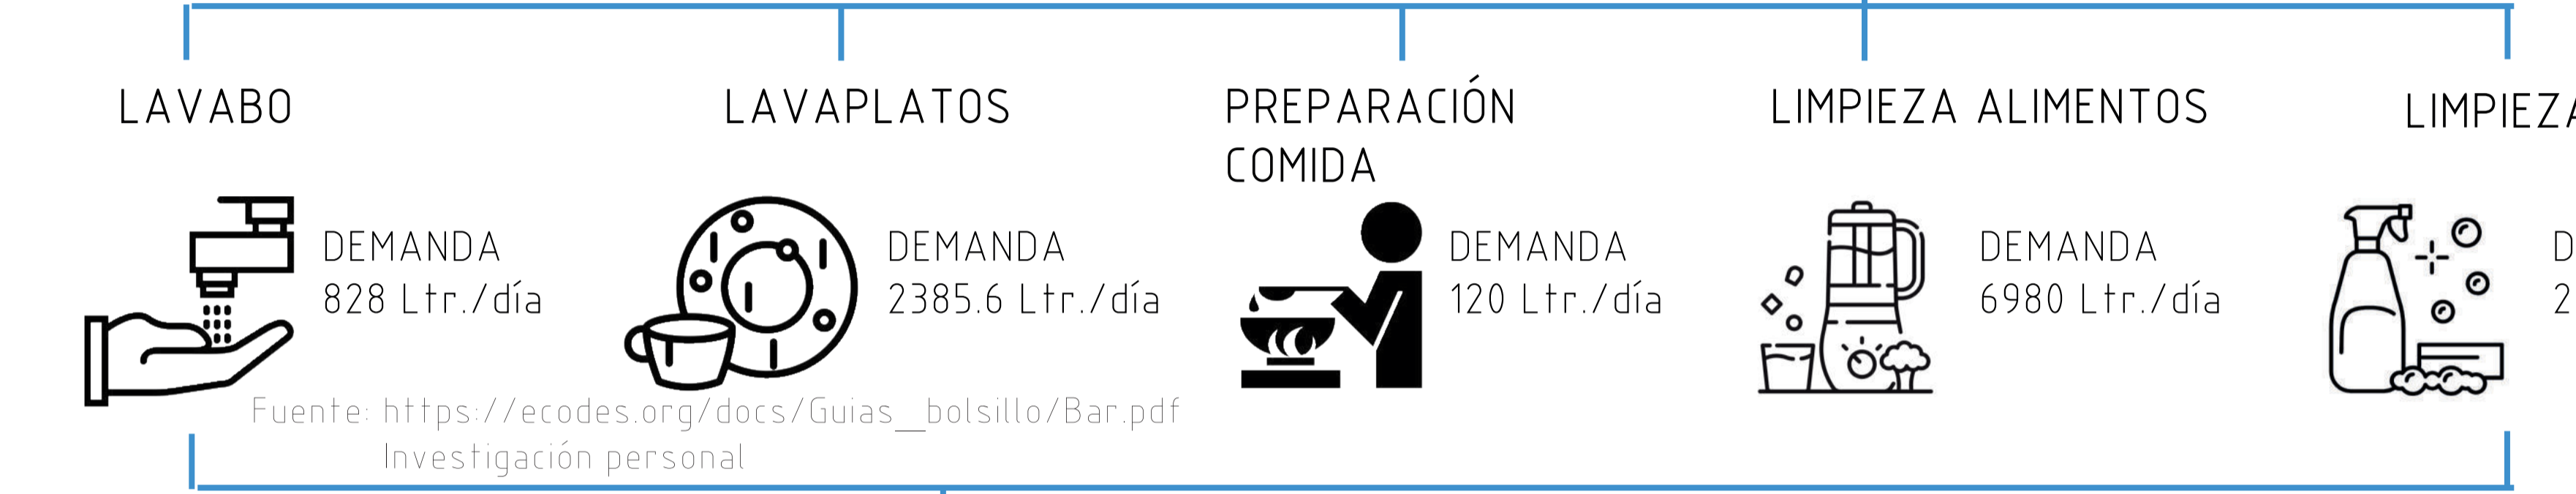 LAVABO
LAVAPLATOS
PREPARACIÓN
COMIDA
LIMPIEZA ALIMENTOS
LIMPIEZA
DEMANDA
828 Ltr./día
DEMANDA
2385.6 Ltr./día
DEMANDA
120 Ltr./día
DEMANDA
6980 Ltr./día
Fuente: https://ecodes.org/docs/Guias_bolsillo/Bar.pdf
Investigación personal